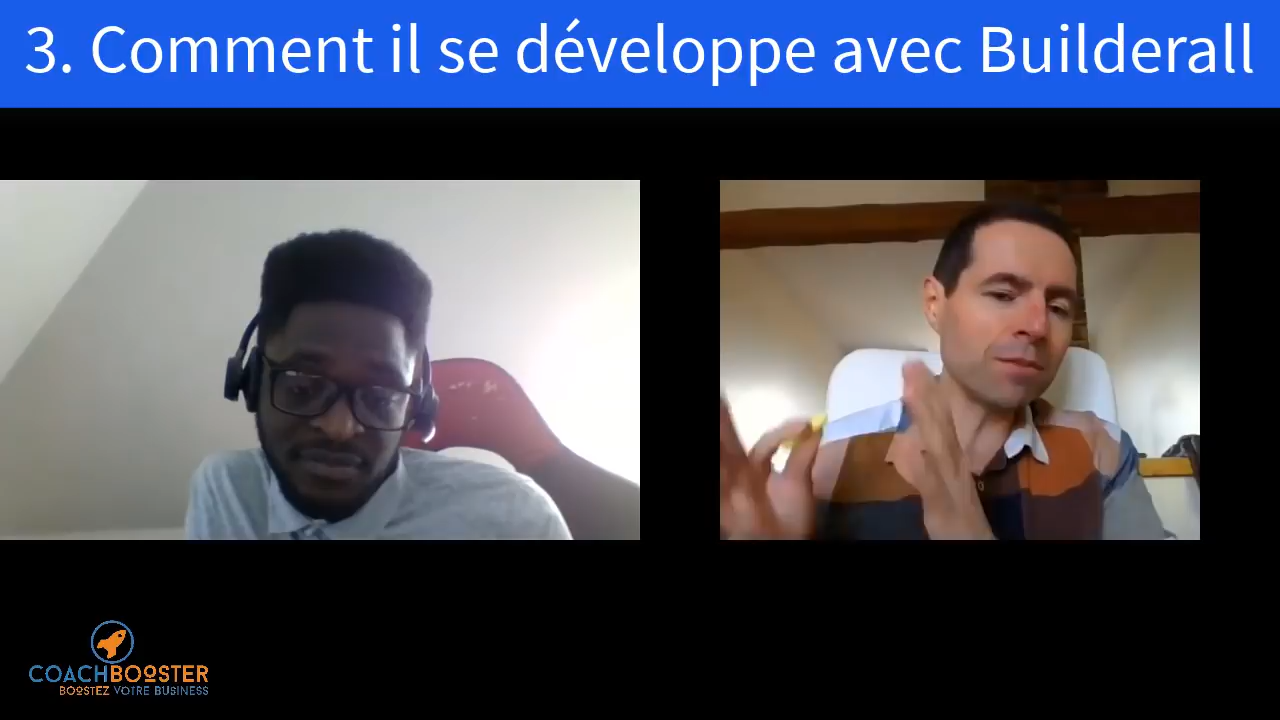 3. Comment il se développe avec Builderall
COACHBOOSTER
BOOSTEZ VOTRE BUSINESS